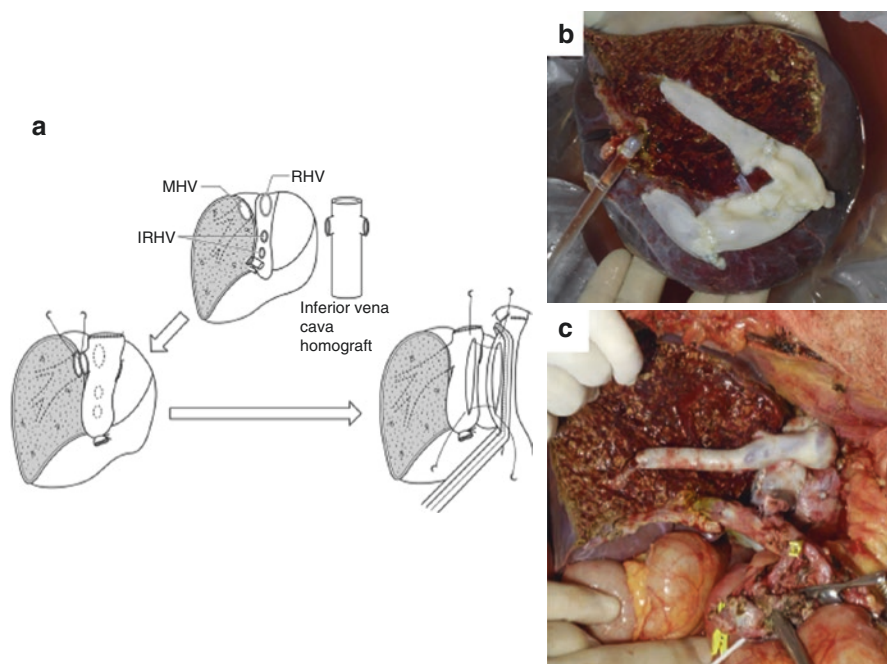 a
MHV
RHV
IRHV
Inferior vena
cava
homograft
b
c